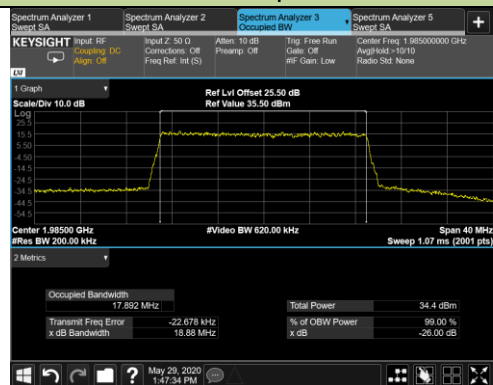 Spectrum Analyzer 1
Swept SA
Spectrum Analyzer 2
Swept SA
Spectrum Analyzer 3
Occupied BW
Spectrum Analyzer 5
Swept SA
KEYSIGHT
Input: RF
Coupling: DC
Align: Off
Input Z: 50 Ω
Corrections: Off
Freq Ref: Int (S)
Atten: 10 dB
Preamp: Off
Trig: Free Run
Gate: Off
#IF Gain: Low
Center Freq: 1.985000000 GHz
Avg|Hold:>10/10
Radio Std: None
LXI
1 Graph
Scale/Div 10.0 dB
Ref Lvl Offset 25.50 dB
Ref Value 35.50 dBm
Log
25.5
15.5
5.50
-4.50
-14.5
-24.5
-34.5
-44.5
-54.5
Center 1.98500 GHz
#Res BW 200.00 kHz
#Video BW 620.00 kHz
Span 40 MHz
Sweep 1.07 ms (2001 pts)
2 Metrics
Occupied Bandwidth
17.892 MHz
Total Power 34.4 dBm
Transmit Freq Error -22.678 kHz
% of OBW Power 99.00 %
x dB Bandwidth 18.88 MHz
x dB -26.00 dB
May 29, 2020
1:47:34 PM